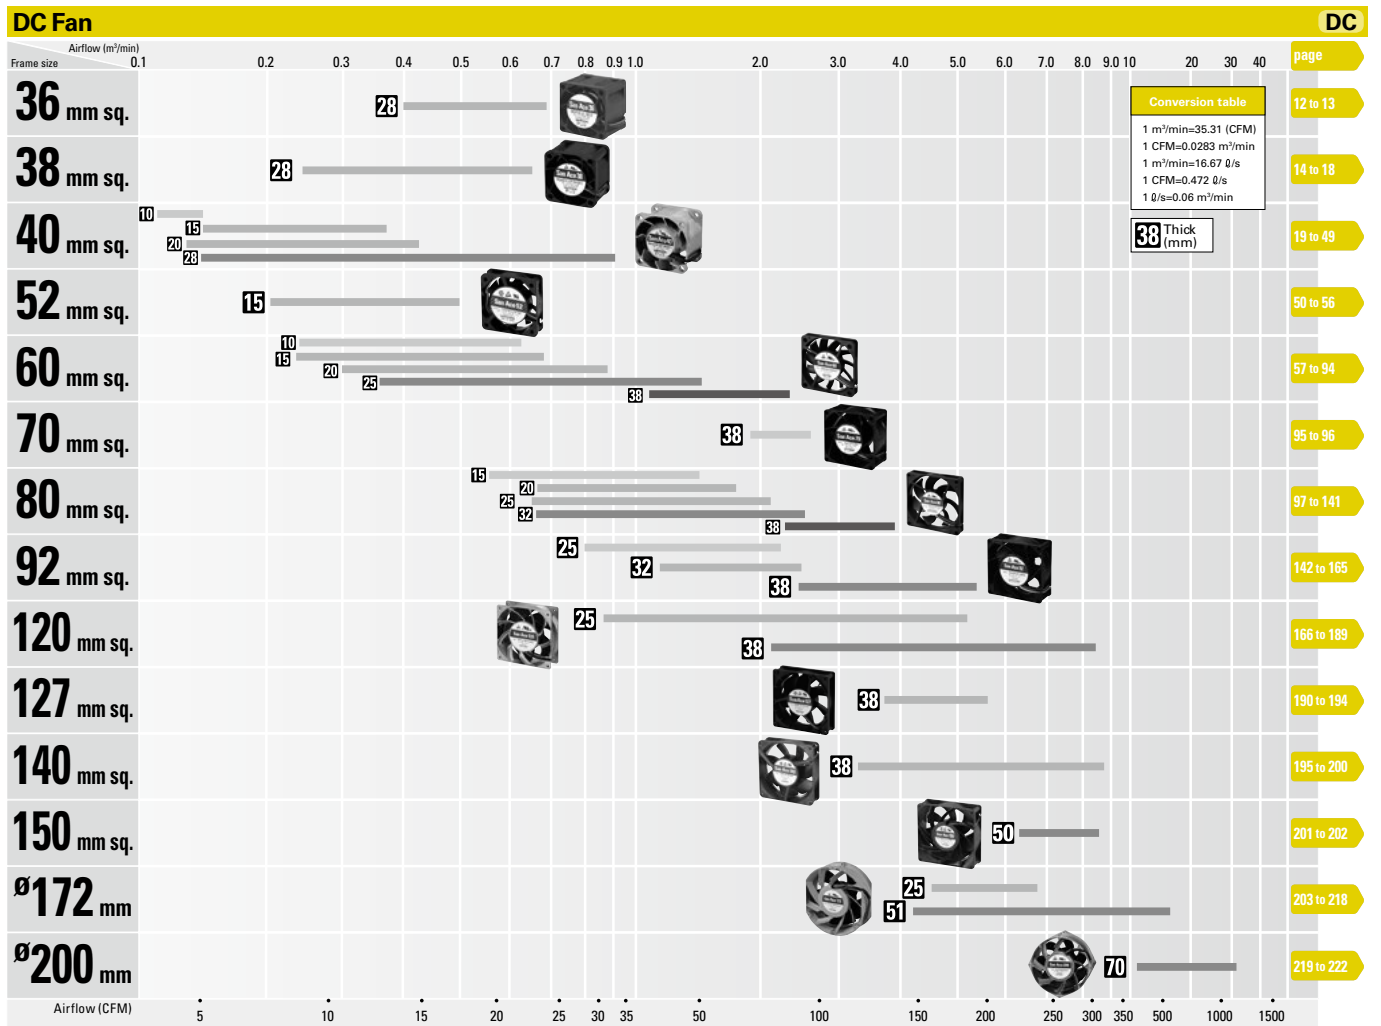 DC Fan
DC
Airflow (m³/min)
Frame size
0.1 0.2 0.3 0.4 0.5 0.6 0.7 0.8 0.9 1.0 2.0 3.0 4.0 5.0 6.0 7.0 8.0 9.0 10 20 30 40
page
36 mm sq.
28
12 to 13
Conversion table
1 m³/min=35.31 (CFM)
1 CFM=0.0283 m³/min
1 m³/min=16.67 ℓ/s
1 CFM=0.472 ℓ/s
1 ℓ/s=0.06 m³/min
38 Thick (mm)
38 mm sq.
28
14 to 18
40 mm sq.
10
15
20
28
19 to 49
52 mm sq.
15
50 to 56
60 mm sq.
10
15
20
25
38
57 to 94
70 mm sq.
38
95 to 96
80 mm sq.
15
20
25
32
38
97 to 141
92 mm sq.
25
32
38
142 to 165
120 mm sq.
25
38
166 to 189
127 mm sq.
38
190 to 194
140 mm sq.
38
195 to 200
150 mm sq.
50
201 to 202
ø172 mm
25
51
203 to 218
ø200 mm
70
219 to 222
Airflow (CFM)
5 10 15 20 25 30 35 50 100 150 200 250 300 350 500 1000 1500